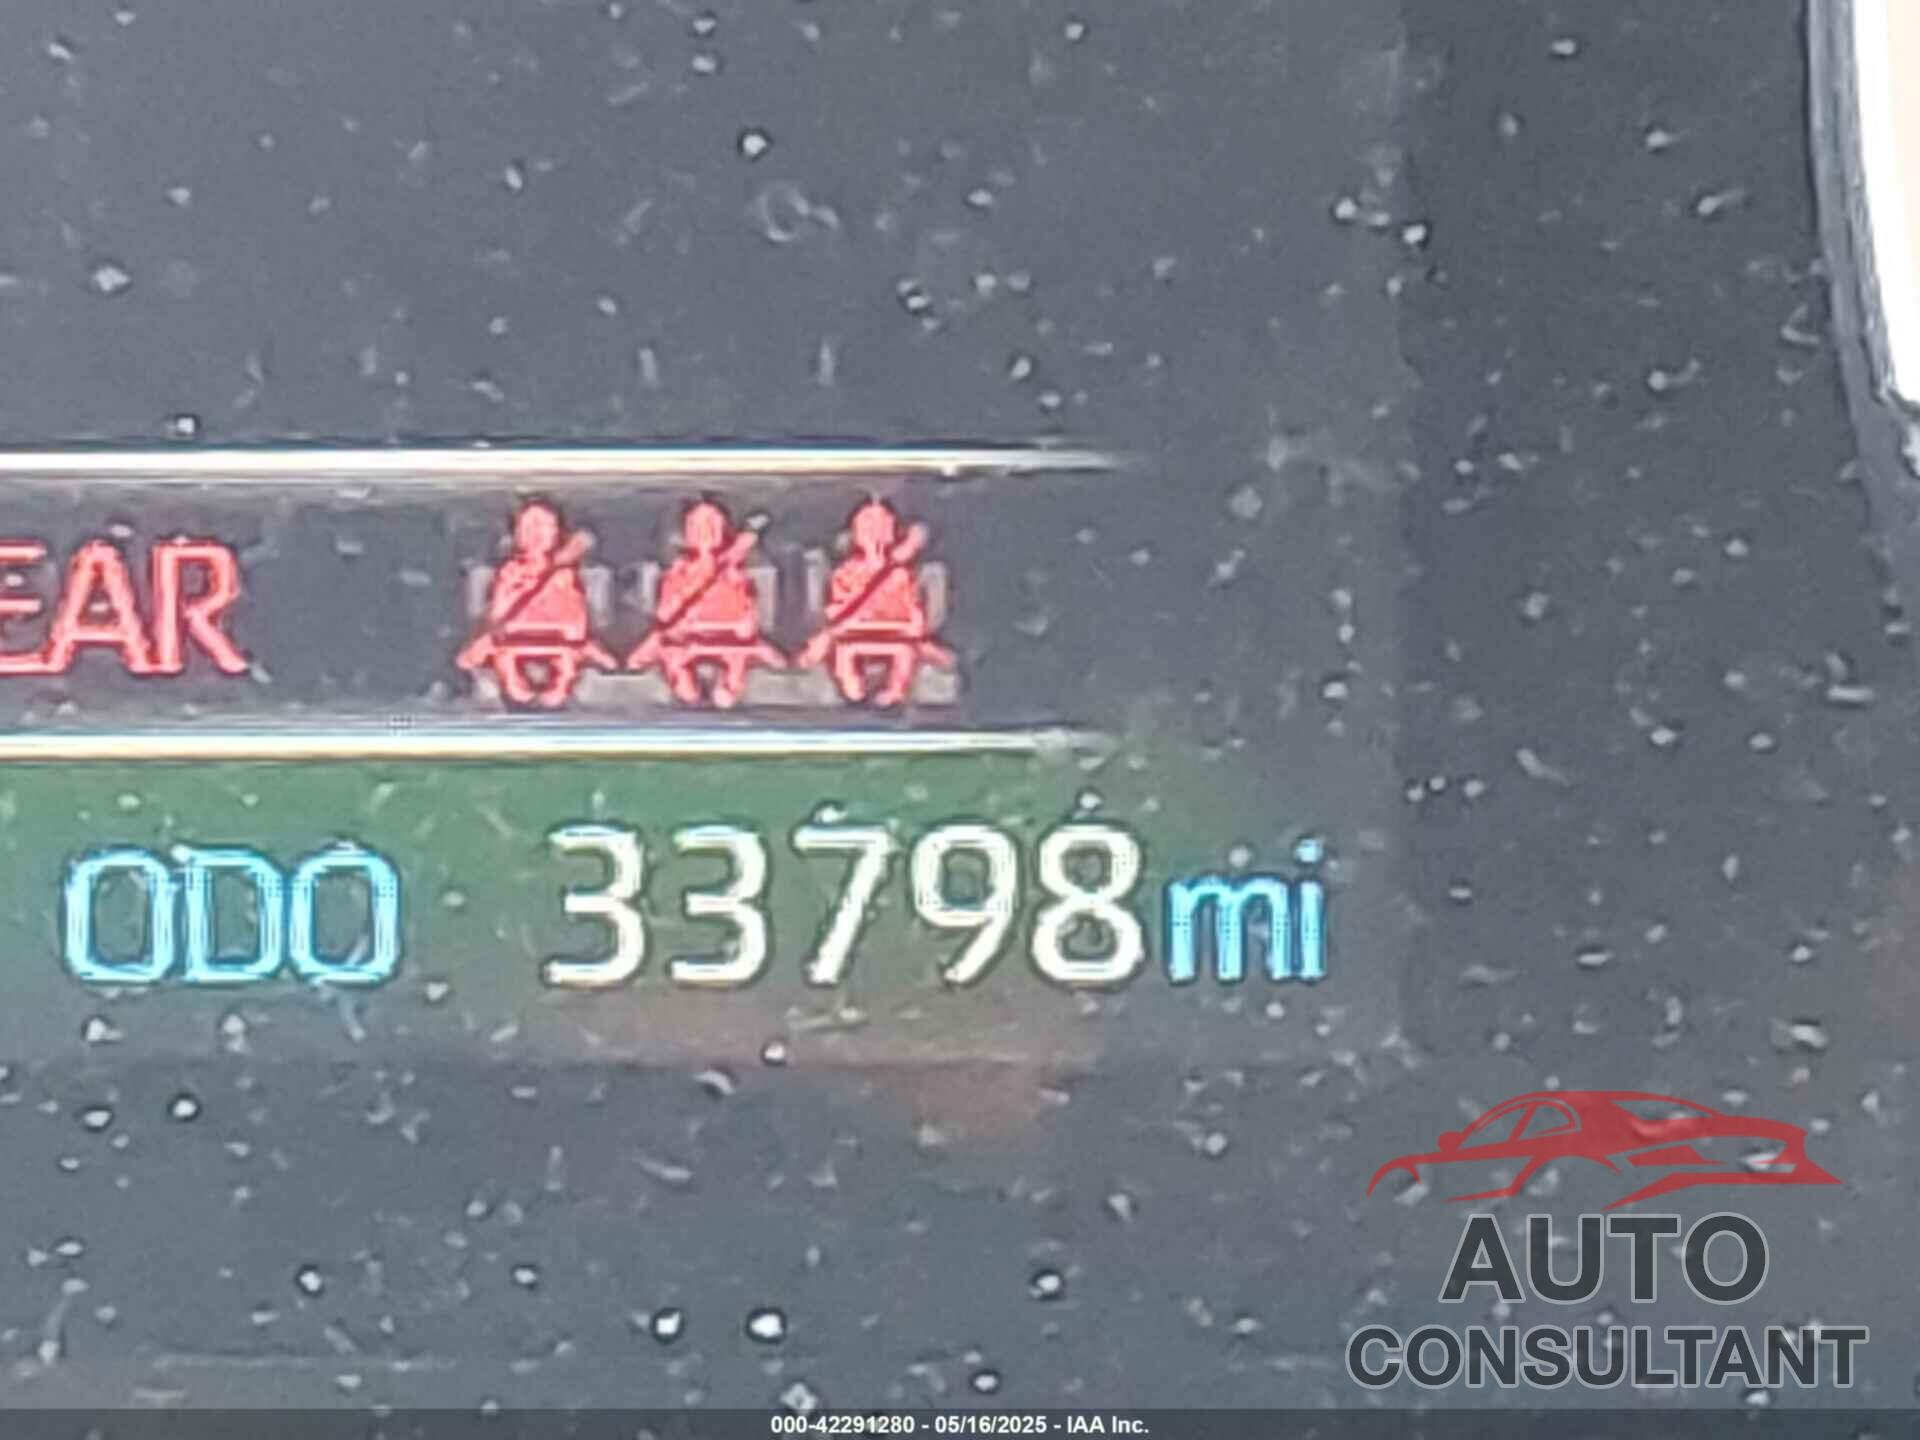 EAR
ODO 33798mi
AUTO
CONSULTANT
000-42291280 - 05/16/2025 - IAA Inc.